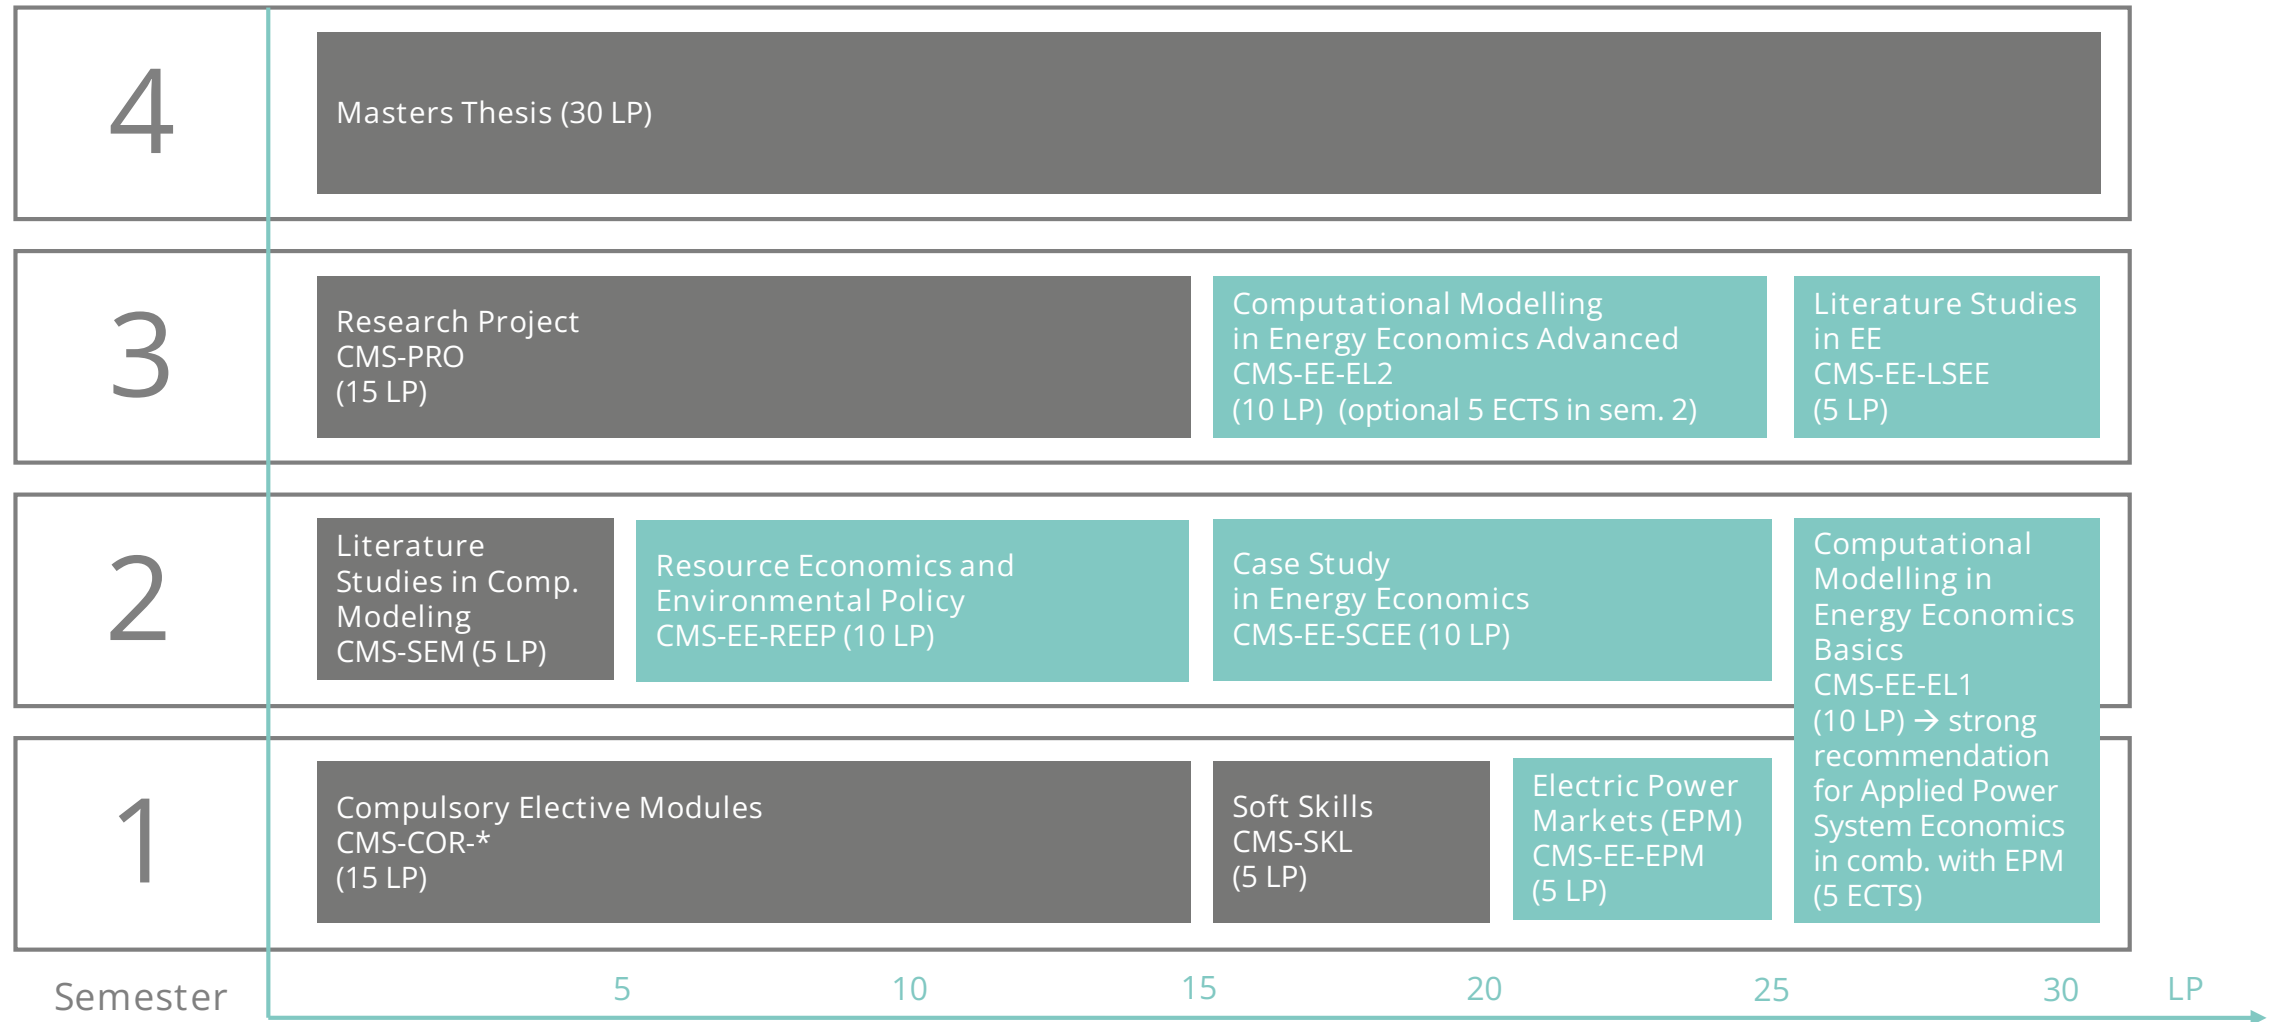 4
Masters Thesis (30 LP)
3
Research Project
CMS-PRO
(15 LP)
Computational Modelling
in Energy Economics Advanced
CMS-EE-EL2
(10 LP)  (optional 5 ECTS in sem. 2)
Literature Studies
in EE
CMS-EE-LSEE
(5 LP)
2
Literature
Studies in Comp.
Modeling
CMS-SEM (5 LP)
Resource Economics and
Environmental Policy
CMS-EE-REEP (10 LP)
Case Study
in Energy Economics
CMS-EE-SCEE (10 LP)
Computational
Modelling in
Energy Economics
Basics
CMS-EE-EL1
(10 LP) → strong
recommendation
for Applied Power
System Economics
in comb. with EPM
(5 ECTS)
1
Compulsory Elective Modules
CMS-COR-*
(15 LP)
Soft Skills
CMS-SKL
(5 LP)
Electric Power
Markets (EPM)
CMS-EE-EPM
(5 LP)
Semester
5 10 15 20 25 30 LP